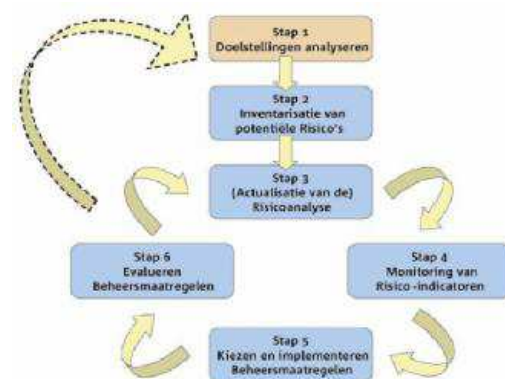 Stap 1
Doelstellingen analyseren
Stap 2
Inventarisatie van
potentiële Risico's
Stap 3
(Actualisatie van de)
Risicoanalyse
Stap 4
Monitoring van
Risico-indicatoren
Stap 5
Kiezen en implementeren
Beheersmaatregelen
Stap 6
Evalueren
Beheersmaatregelen